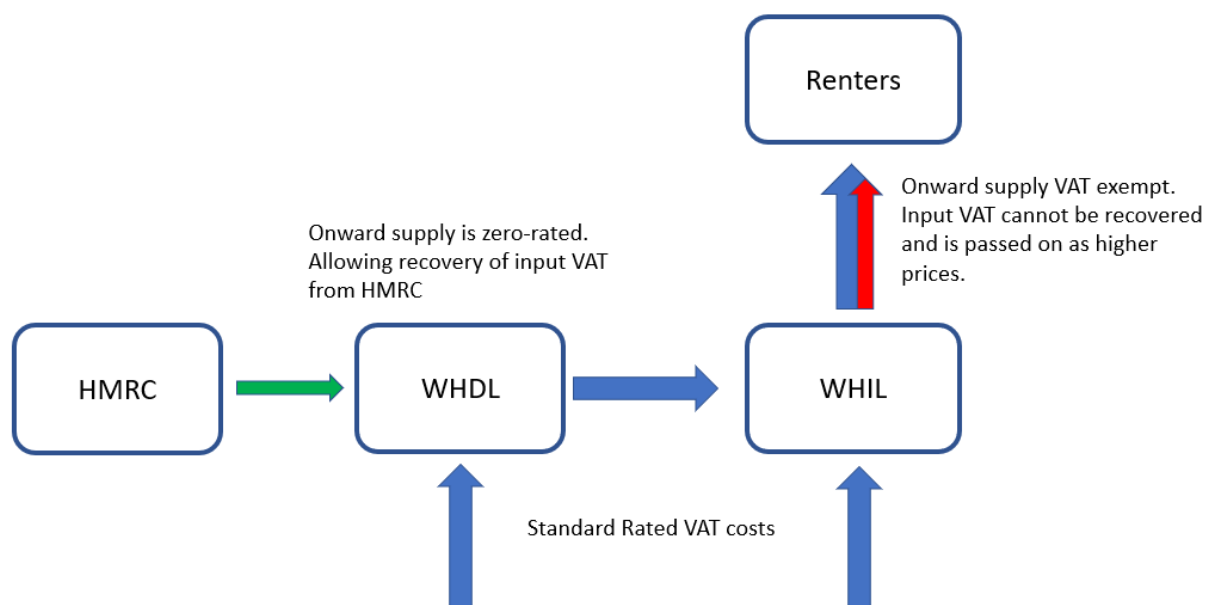 Renters
Onward supply VAT exempt.
Input VAT cannot be recovered
and is passed on as higher
prices.
Onward supply is zero-rated.
Allowing recovery of input VAT
from HMRC
HMRC
WHDL
WHIL
Standard Rated VAT costs